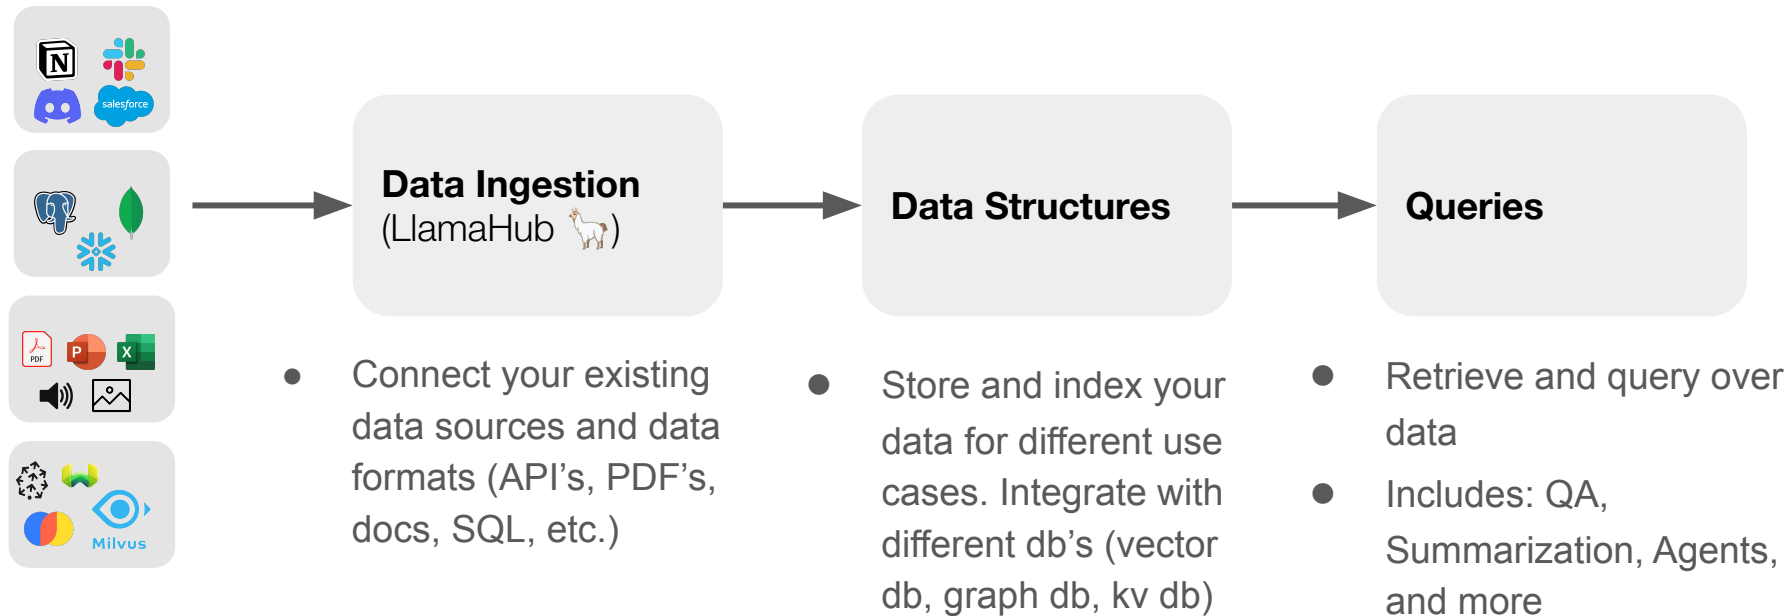 N
salesforce
PDF
P
X
Milvus
Data Ingestion
(LlamaHub 🦙)
Data Structures
Queries
● Connect your existing
data sources and data
formats (API’s, PDF’s,
docs, SQL, etc.)
● Store and index your
data for different use
cases. Integrate with
different db’s (vector
db, graph db, kv db)
● Retrieve and query over
data
● Includes: QA,
Summarization, Agents,
and more